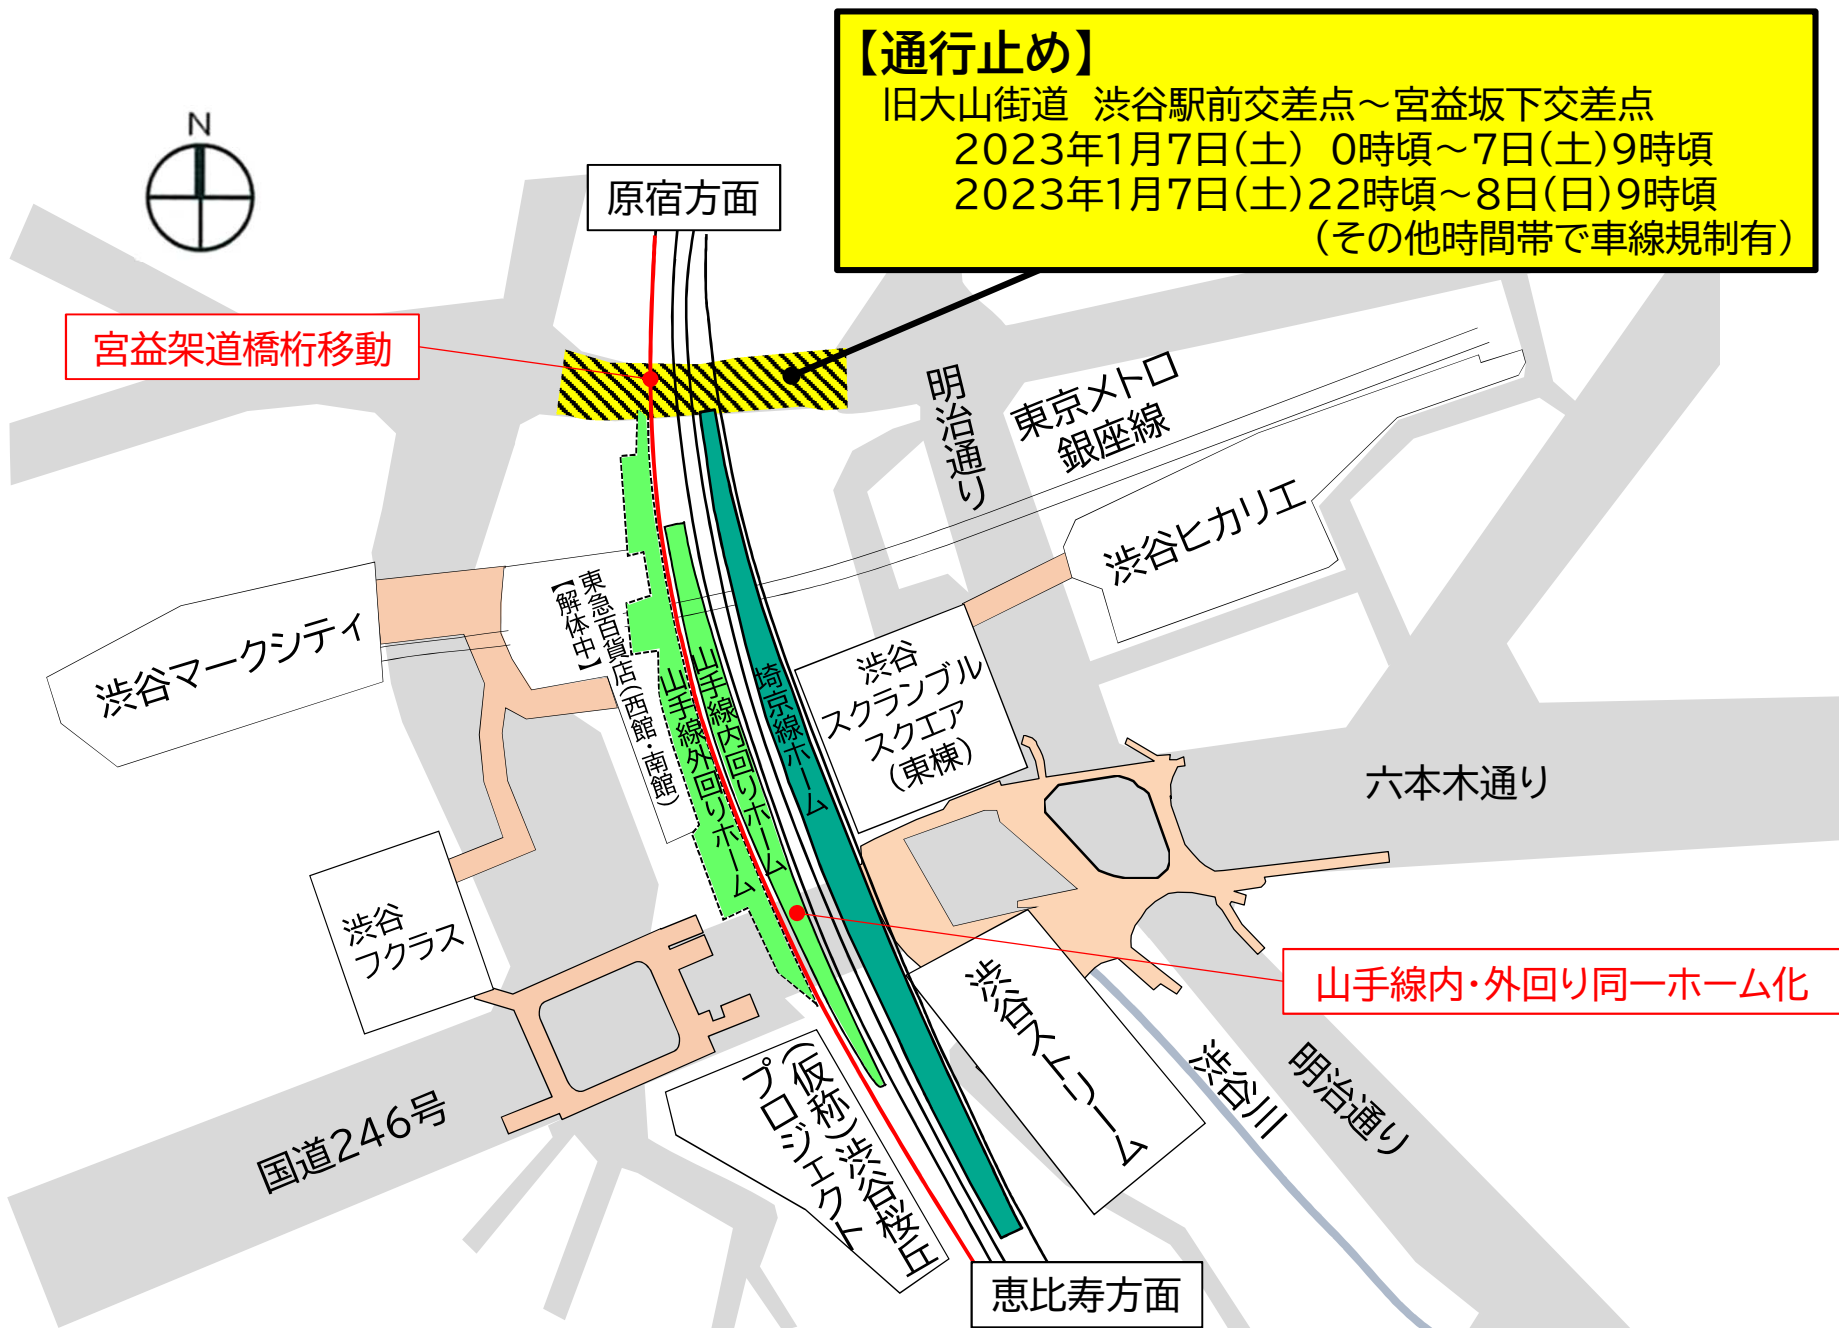 【通行止め】
旧大山街道 渋谷駅前交差点～宮益坂下交差点
2023年1月7日(土) 0時頃～7日(土)9時頃
2023年1月7日(土)22時頃～8日(日)9時頃
(その他時間帯で車線規制有)
N
原宿方面
宮益架道橋桁移動
明治通り
東京メトロ
銀座線
渋谷ヒカリエ
渋谷マークシティ
東急百貨店(西館・南館)
【解体中】
山手線外回りホーム
山手線内回りホーム
埼京線ホーム
渋谷
スクランブル
スクエア
(東棟)
六本木通り
渋谷
フクラス
山手線内・外回り同一ホーム化
渋谷ストリーム
渋谷川
明治通り
国道246号
(仮称)渋谷桜丘
プロジェクト
恵比寿方面